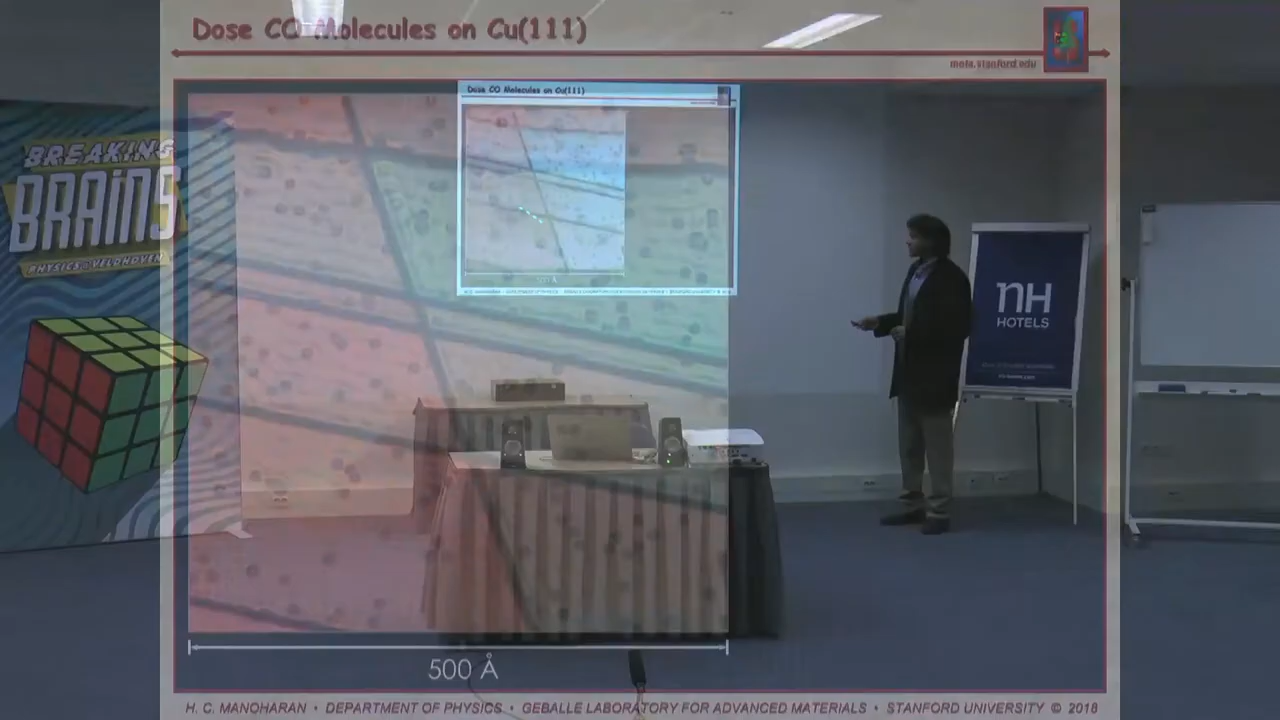 Dose CO Molecules on Cu(111)
mota.stanford.edu
Dose CO Molecules on Cu(111)
BREAKING
BRAINS
PHYSICS@VELDHOVEN
nH
HOTELS
500 Å
H. C. MANOHARAN • DEPARTMENT OF PHYSICS • GEBALLE LABORATORY FOR ADVANCED MATERIALS • STANFORD UNIVERSITY © 2018